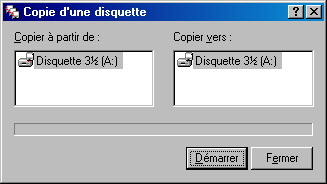 Copie d'une disquette
Copier à partir de : Copier vers :
Disquette 3½ (A:) Disquette 3½ (A:)
Démarrer Fermer